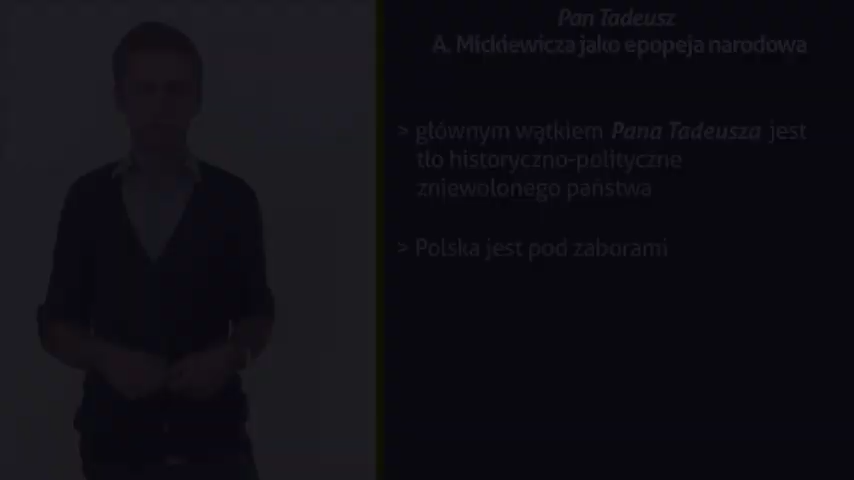 Pan Tadeusz
A. Mickiewicza jako epopeja narodowa
> głównym wątkiem Pana Tadeusza jest
tło historyczno-polityczne
zniewolonego państwa
> Polska jest pod zaborami